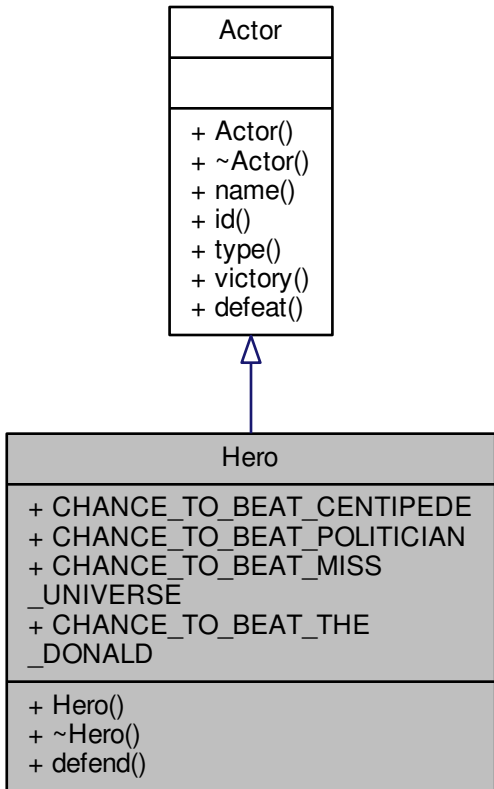 Actor
+ Actor()
+ ~Actor()
+ name()
+ id()
+ type()
+ victory()
+ defeat()
Hero
+ CHANCE_TO_BEAT_CENTIPEDE
+ CHANCE_TO_BEAT_POLITICIAN
+ CHANCE_TO_BEAT_MISS
_UNIVERSE
+ CHANCE_TO_BEAT_THE
_DONALD
+ Hero()
+ ~Hero()
+ defend()